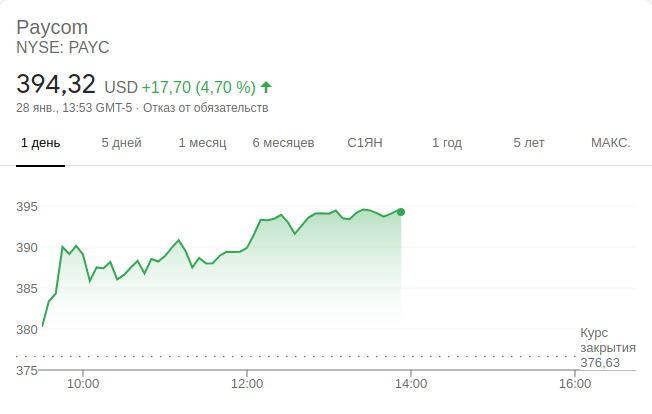 Paycom
NYSE: PAYC
394,32 USD +17,70 (4,70 %)
28 янв., 13:53 GMT-5 · Отказ от обязательств
1 день 5 дней 1 месяц 6 месяцев С1ЯН 1 год 5 лет МАКС.
395
390
385
380
375
Курс
закрытия
376,63
10:00 12:00 14:00 16:00